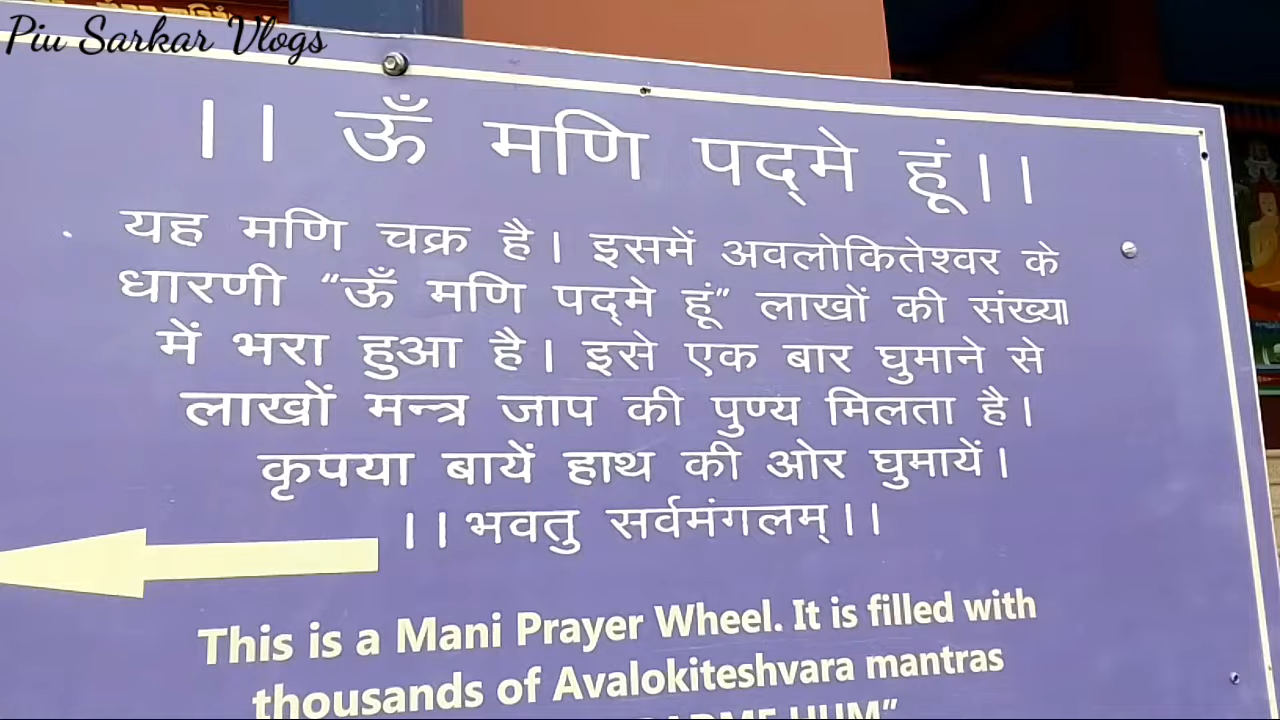 Piu Sarkar Vlogs
।। ऊँ मणि पद्‌मे हूं।।
यह मणि चक्र है। इसमें अवलोकितेश्वर के
धारणी “ऊँ मणि पद्‌मे हूं” लाखों की संख्या
में भरा हुआ है। इसे एक बार घुमाने से
लाखों मन्त्र जाप की पुण्य मिलता है।
कृपया बायें हाथ की ओर घुमायें।
।।भवतु सर्वमंगलम्।।
This is a Mani Prayer Wheel. It is filled with
thousands of Avalokiteshvara mantras
HUM”